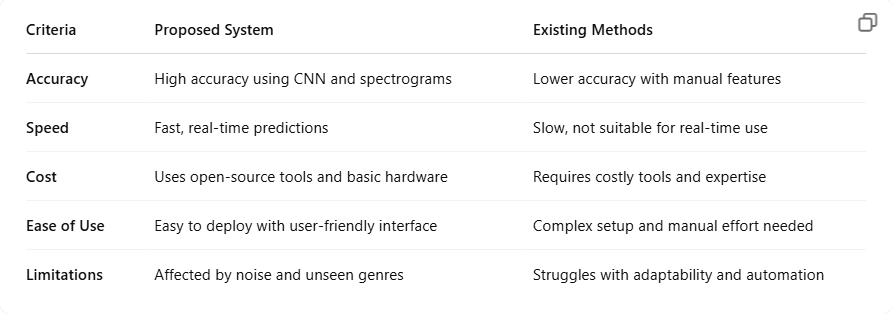 Criteria Proposed System Existing Methods
Accuracy High accuracy using CNN and spectrograms Lower accuracy with manual features
Speed Fast, real-time predictions Slow, not suitable for real-time use
Cost Uses open-source tools and basic hardware Requires costly tools and expertise
Ease of Use Easy to deploy with user-friendly interface Complex setup and manual effort needed
Limitations Affected by noise and unseen genres Struggles with adaptability and automation